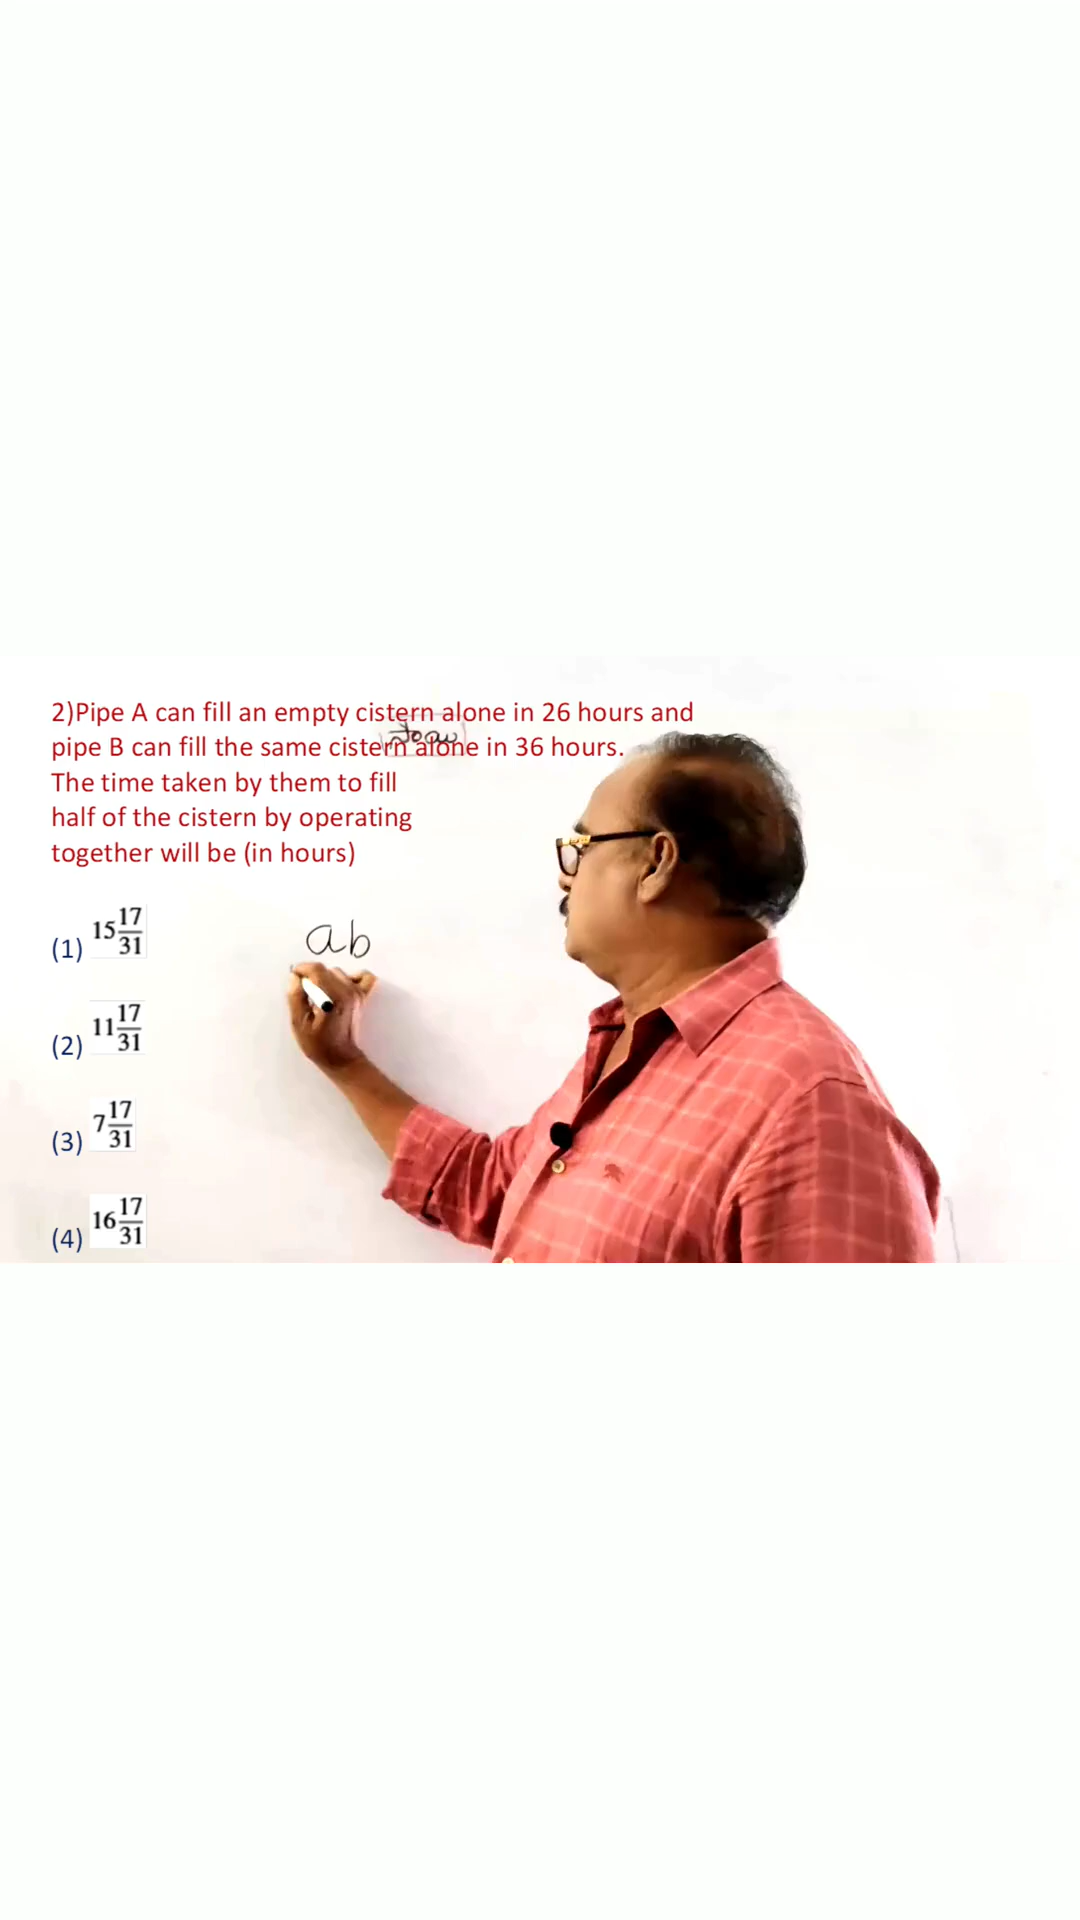 2)Pipe A can fill an empty cistern alone in 26 hours and
pipe B can fill the same cistern alone in 36 hours.
The time taken by them to fill
half of the cistern by operating
together will be (in hours)
(1) 15 17/31
ab
(2) 11 17/31
(3) 7 17/31
(4) 16 17/31